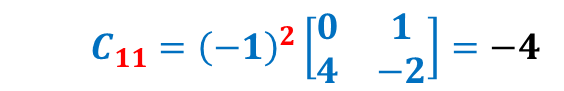 C₁₁ = (−1)² [0 1
4 −2] = −4